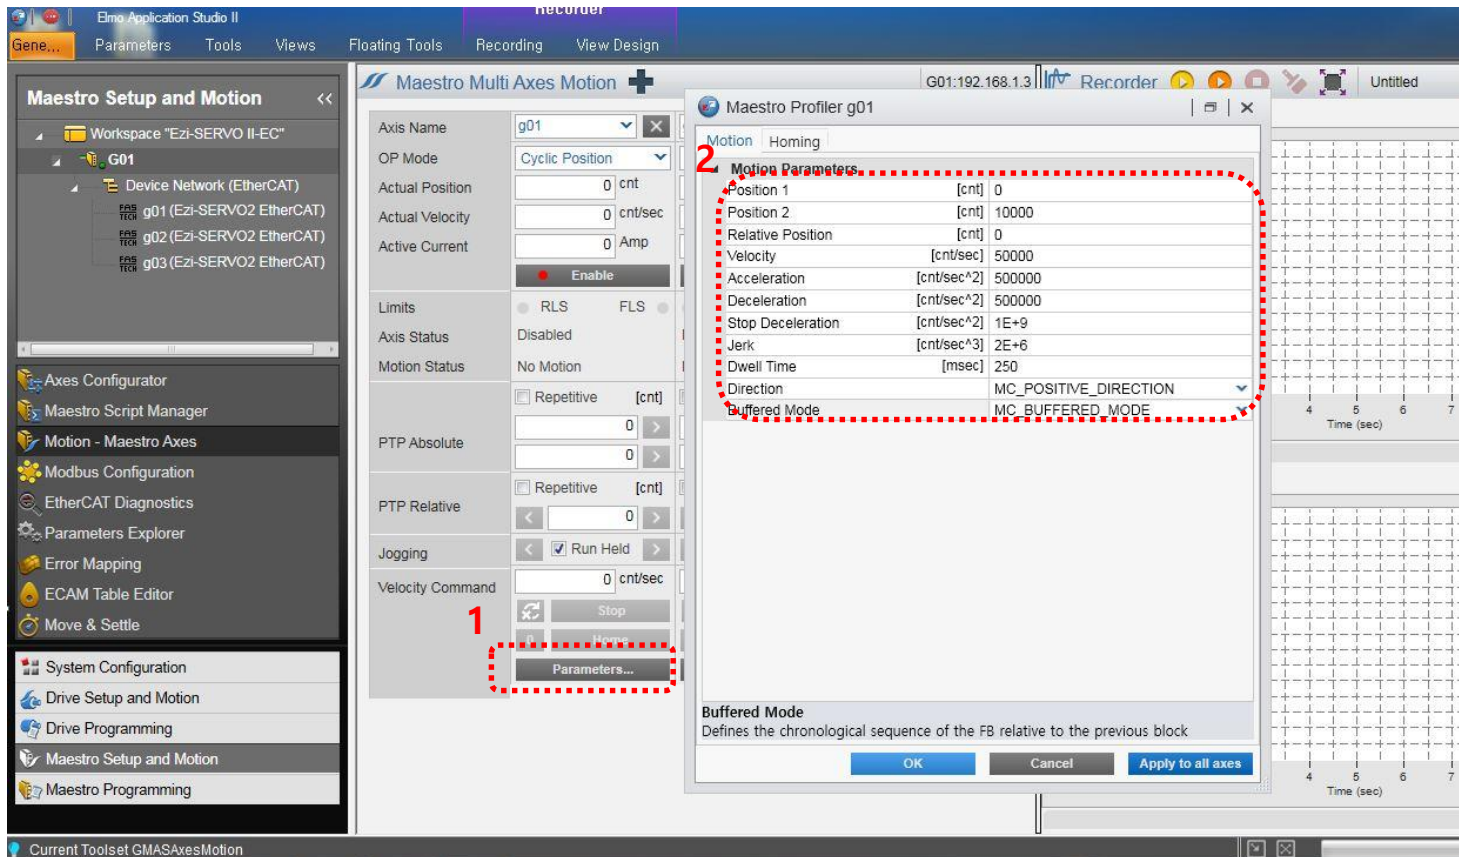 Elmo Application Studio II
Recorder
Gene...
Parameters
Tools
Views
Floating Tools
Recording
View Design
Maestro Setup and Motion <<
Workspace "Ezi-SERVO II-EC"
G01
Device Network (EtherCAT)
FAS TECH g01 (Ezi-SERVO2 EtherCAT)
FAS TECH g02 (Ezi-SERVO2 EtherCAT)
FAS TECH g03 (Ezi-SERVO2 EtherCAT)
Axes Configurator
Maestro Script Manager
Motion - Maestro Axes
Modbus Configuration
EtherCAT Diagnostics
Parameters Explorer
Error Mapping
ECAM Table Editor
Move & Settle
System Configuration
Drive Setup and Motion
Drive Programming
Maestro Setup and Motion
Maestro Programming
Maestro Multi Axes Motion
G01:192.168.1.3
Axis Name g01
OP Mode Cyclic Position
Actual Position 0 cnt
Actual Velocity 0 cnt/sec
Active Current 0 Amp
Enable
Limits RLS FLS
Axis Status Disabled
Motion Status No Motion
Repetitive [cnt]
PTP Absolute
0 >
0 >
Repetitive [cnt]
PTP Relative
< 0 >
Jogging < Run Held >
Velocity Command 0 cnt/sec
Stop
0 Home
1
Parameters...
Recorder
Untitled
Maestro Profiler g01
Motion
Homing
2
Motion Parameters
Position 1 [cnt] 0
Position 2 [cnt] 10000
Relative Position [cnt] 0
Velocity [cnt/sec] 50000
Acceleration [cnt/sec^2] 500000
Deceleration [cnt/sec^2] 500000
Stop Deceleration [cnt/sec^2] 1E+9
Jerk [cnt/sec^3] 2E+6
Dwell Time [msec] 250
Direction MC_POSITIVE_DIRECTION
Buffered Mode MC_BUFFERED_MODE
Buffered Mode
Defines the chronological sequence of the FB relative to the previous block
OK
Cancel
Apply to all axes
4 5 6 7
Time (sec)
4 5 6 7
Time (sec)
Current Toolset GMASAxesMotion